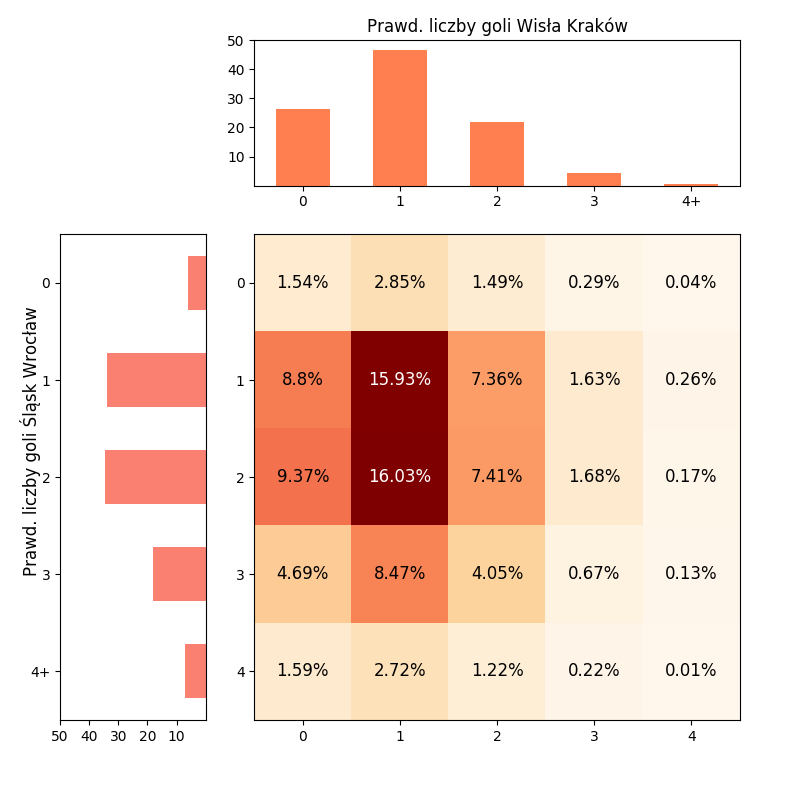 Prawd. liczby goli Wisła Kraków
50
40
30
20
10
0 1 2 3 4+
Prawd. liczby goli Śląsk Wrocław
0
1
2
3
4+
50 40 30 20 10
0 1.54% 2.85% 1.49% 0.29% 0.04%
1 8.8% 15.93% 7.36% 1.63% 0.26%
2 9.37% 16.03% 7.41% 1.68% 0.17%
3 4.69% 8.47% 4.05% 0.67% 0.13%
4 1.59% 2.72% 1.22% 0.22% 0.01%
0 1 2 3 4